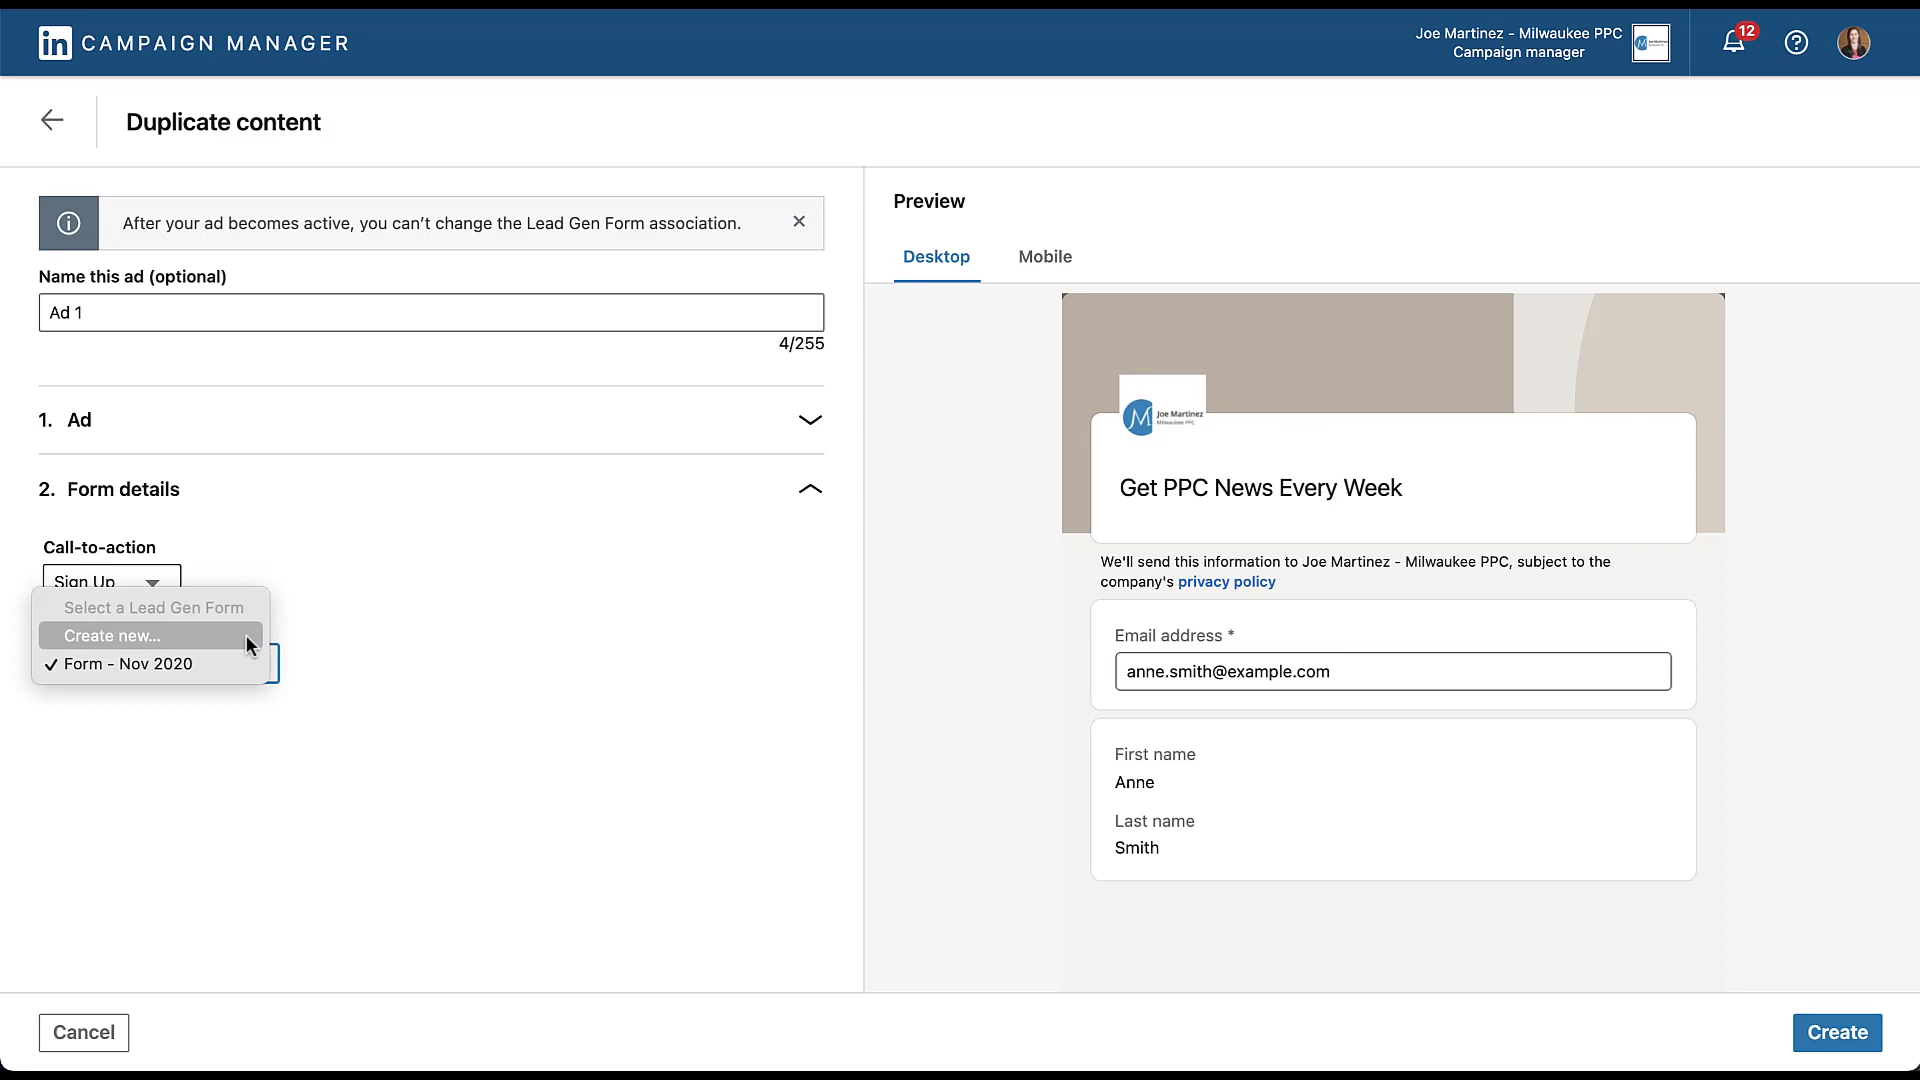 in CAMPAIGN MANAGER
Joe Martinez - Milwaukee PPC
Campaign manager
12
Duplicate content
After your ad becomes active, you can’t change the Lead Gen Form association.
Name this ad (optional)
Ad 1
4/255
1. Ad
2. Form details
Call-to-action
Sign Up
Select a Lead Gen Form
Create new...
Form - Nov 2020
Preview
Desktop
Mobile
Joe Martinez
Milwaukee PPC
Get PPC News Every Week
We'll send this information to Joe Martinez - Milwaukee PPC, subject to the
company's privacy policy
Email address *
anne.smith@example.com
First name
Anne
Last name
Smith
Cancel
Create